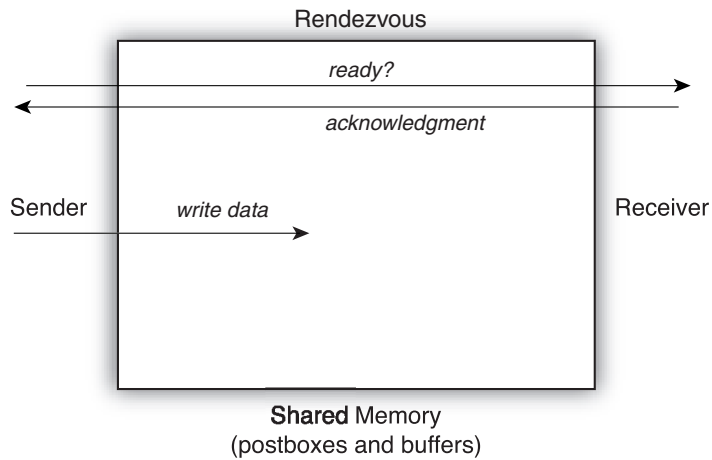 Rendezvous
ready?
acknowledgment
Sender
write data
Receiver
Shared Memory
(postboxes and buffers)